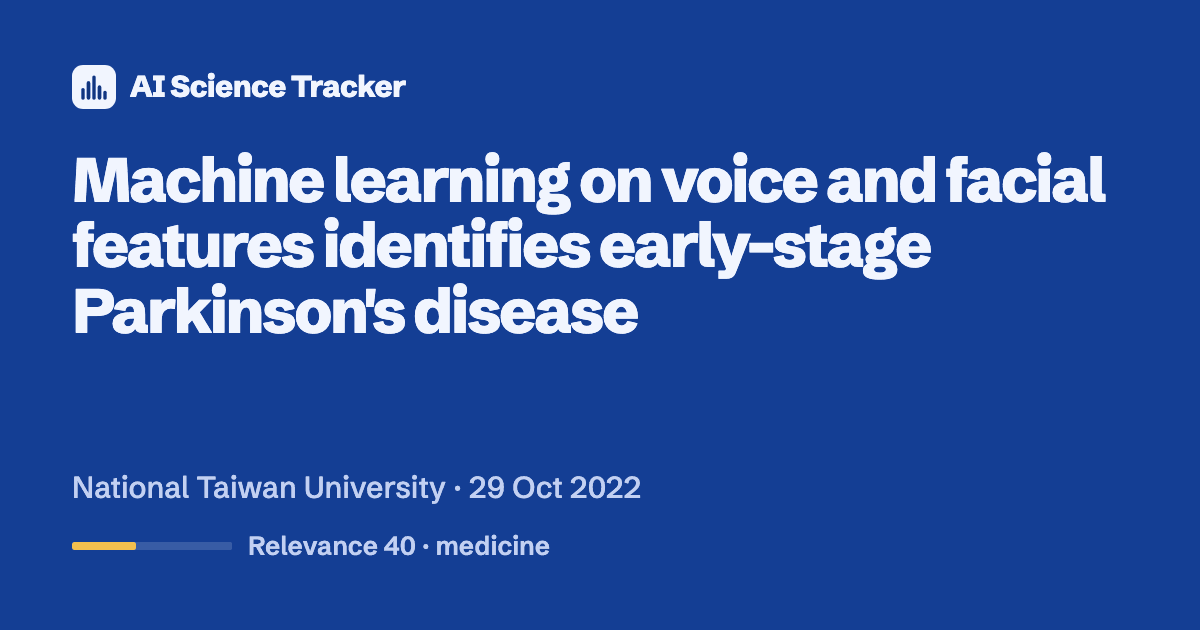 AI Science Tracker
Machine learning on voice and facial
features identifies early-stage
Parkinson's disease
National Taiwan University · 29 Oct 2022
Relevance 40 · medicine